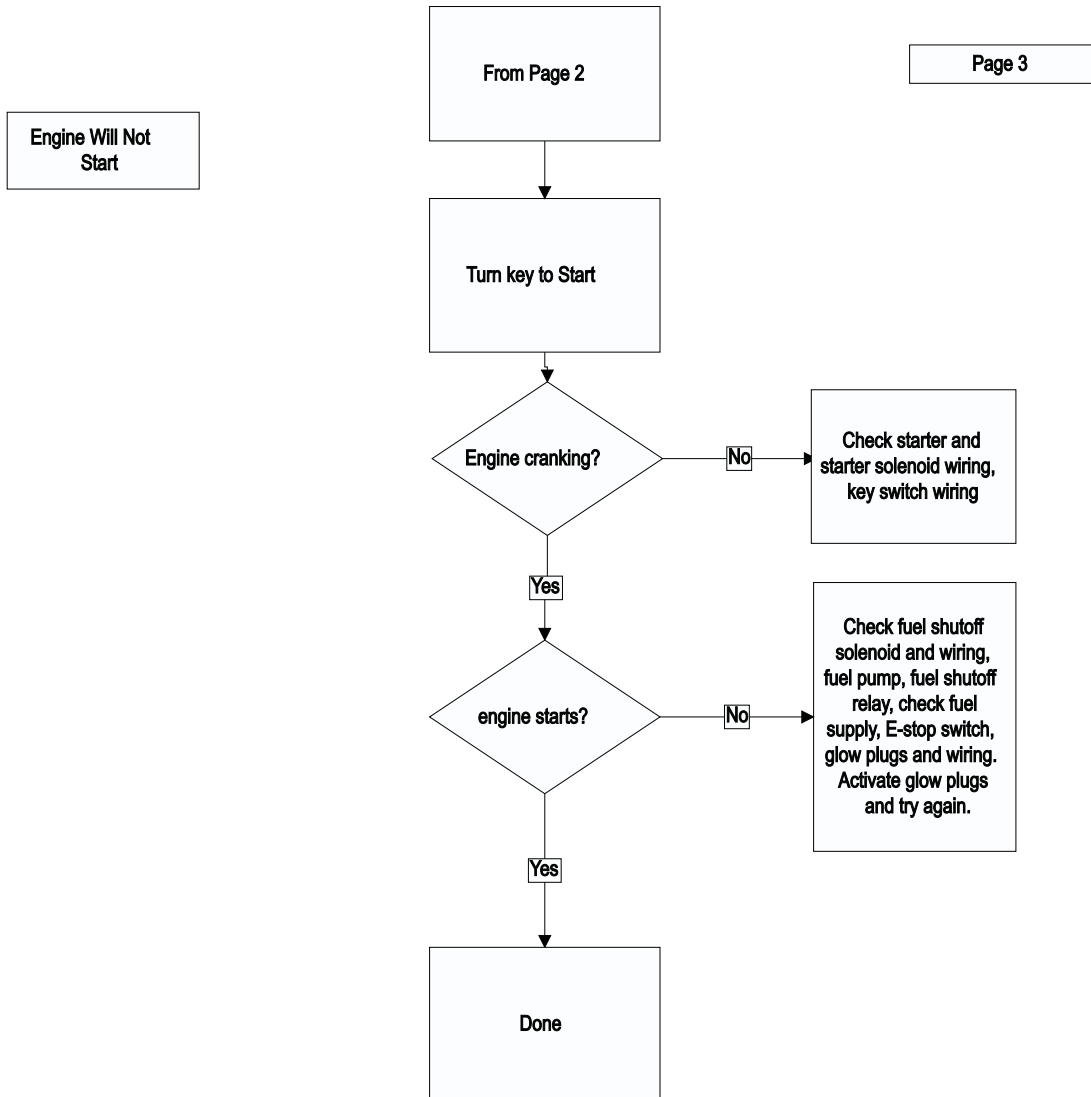 From Page 2
Page 3
Engine Will Not
Start
Turn key to Start
Engine cranking?
No
Check starter and
starter solenoid wiring,
key switch wiring
Yes
engine starts?
No
Check fuel shutoff
solenoid and wiring,
fuel pump, fuel shutoff
relay, check fuel
supply, E-stop switch,
glow plugs and wiring.
Activate glow plugs
and try again.
Yes
Done